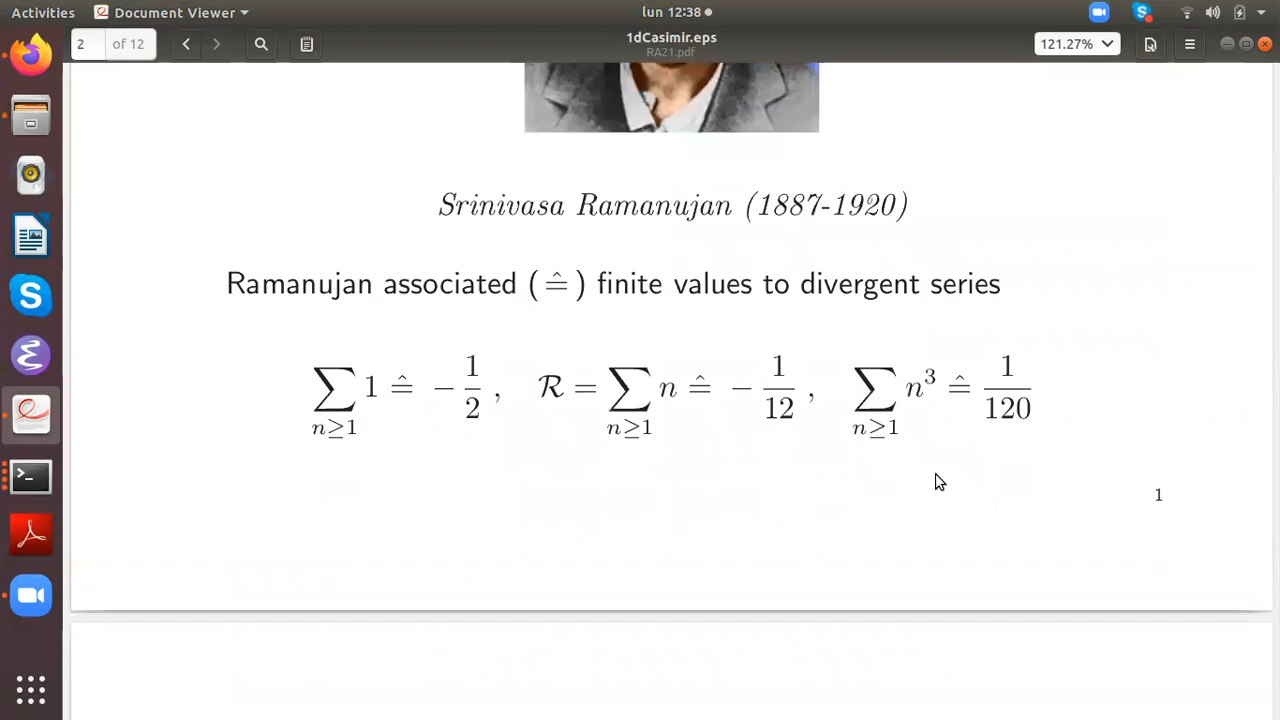 Activities Document Viewer lun 12:38
2 of 12 1dCasimir.eps 121.27%
RA21.pdf
Srinivasa Ramanujan (1887-1920)
Ramanujan associated ( ≙ ) finite values to divergent series
∑_{n≥1} 1 ≙ − 1/2 , ℛ = ∑_{n≥1} n ≙ − 1/12 , ∑_{n≥1} n³ ≙ 1/120
1